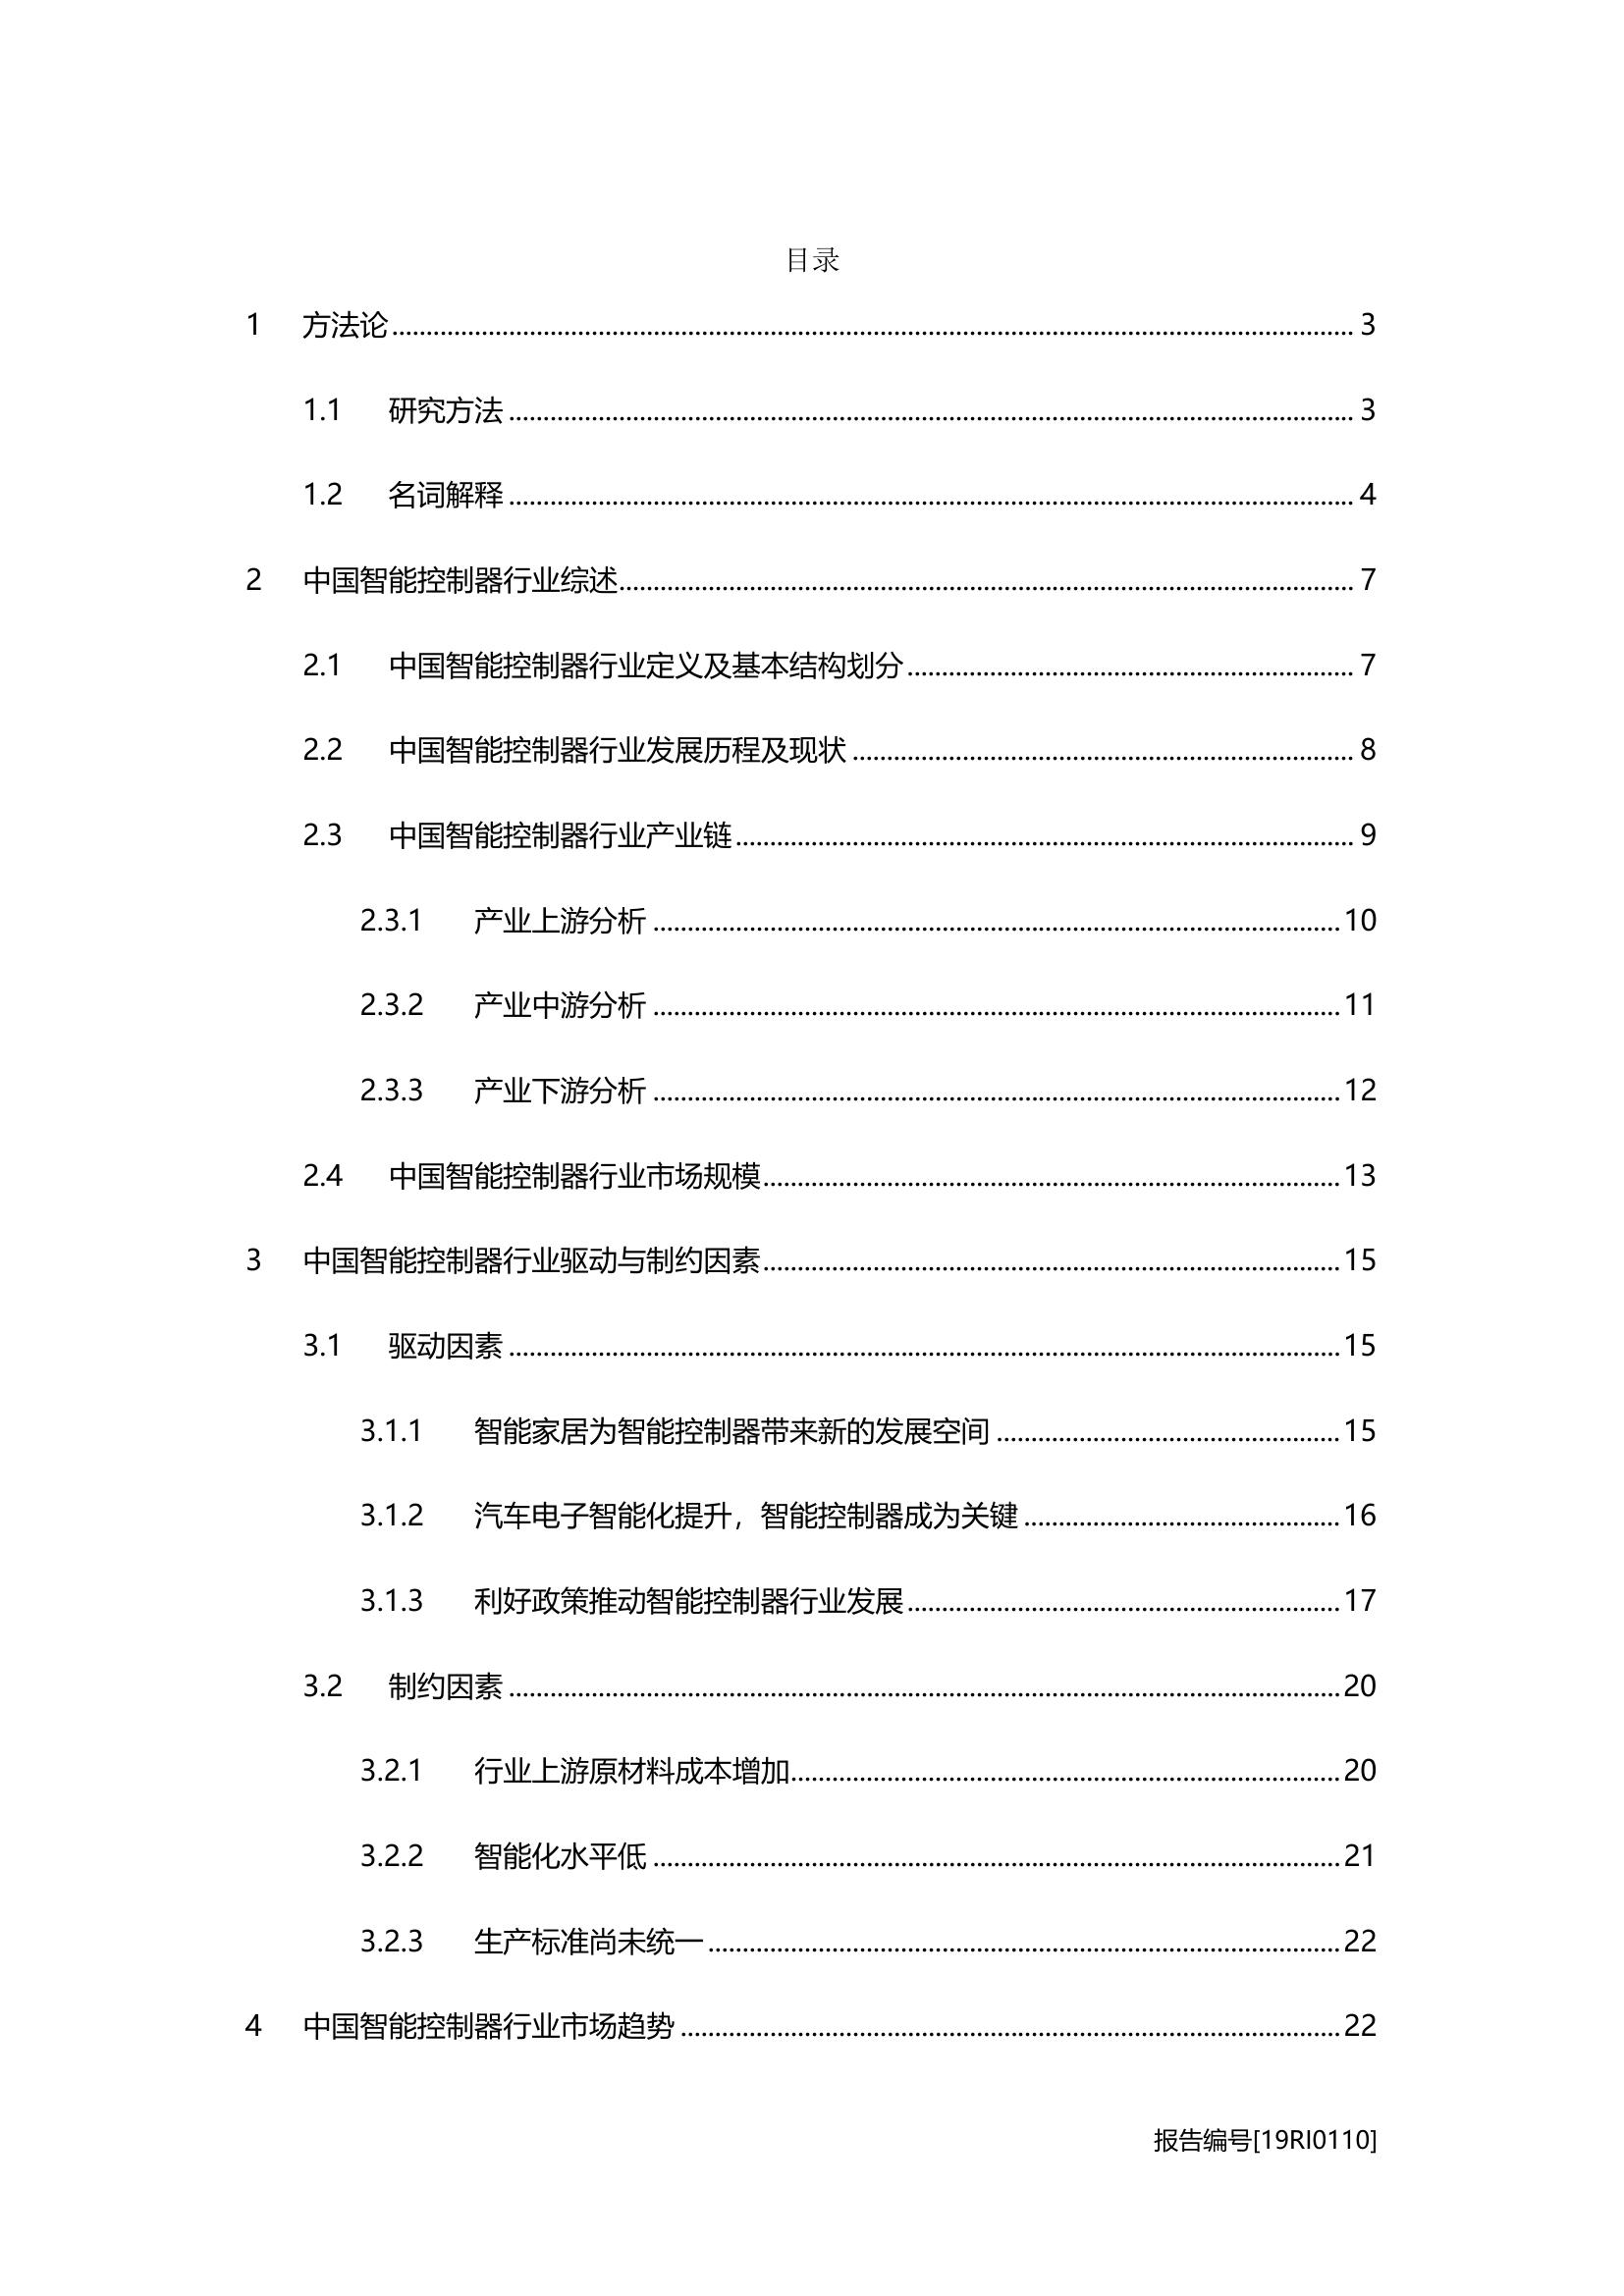 目录
1 方法论 3
1.1 研究方法 3
1.2 名词解释 4
2 中国智能控制器行业综述 7
2.1 中国智能控制器行业定义及基本结构划分 7
2.2 中国智能控制器行业发展历程及现状 8
2.3 中国智能控制器行业产业链 9
2.3.1 产业上游分析 10
2.3.2 产业中游分析 11
2.3.3 产业下游分析 12
2.4 中国智能控制器行业市场规模 13
3 中国智能控制器行业驱动与制约因素 15
3.1 驱动因素 15
3.1.1 智能家居为智能控制器带来新的发展空间 15
3.1.2 汽车电子智能化提升，智能控制器成为关键 16
3.1.3 利好政策推动智能控制器行业发展 17
3.2 制约因素 20
3.2.1 行业上游原材料成本增加 20
3.2.2 智能化水平低 21
3.2.3 生产标准尚未统一 22
4 中国智能控制器行业市场趋势 22
报告编号[19RI0110]